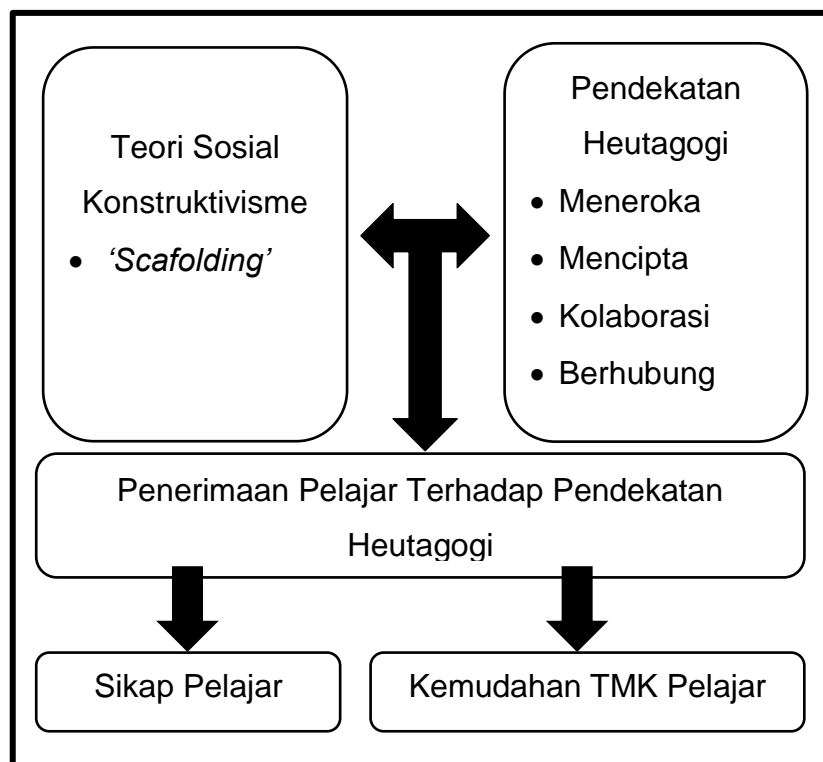 Teori Sosial
Konstruktivisme
• ‘Scafolding’
Pendekatan
Heutagogi
• Meneroka
• Mencipta
• Kolaborasi
• Berhubung
Penerimaan Pelajar Terhadap Pendekatan
Heutagogi
Sikap Pelajar
Kemudahan TMK Pelajar